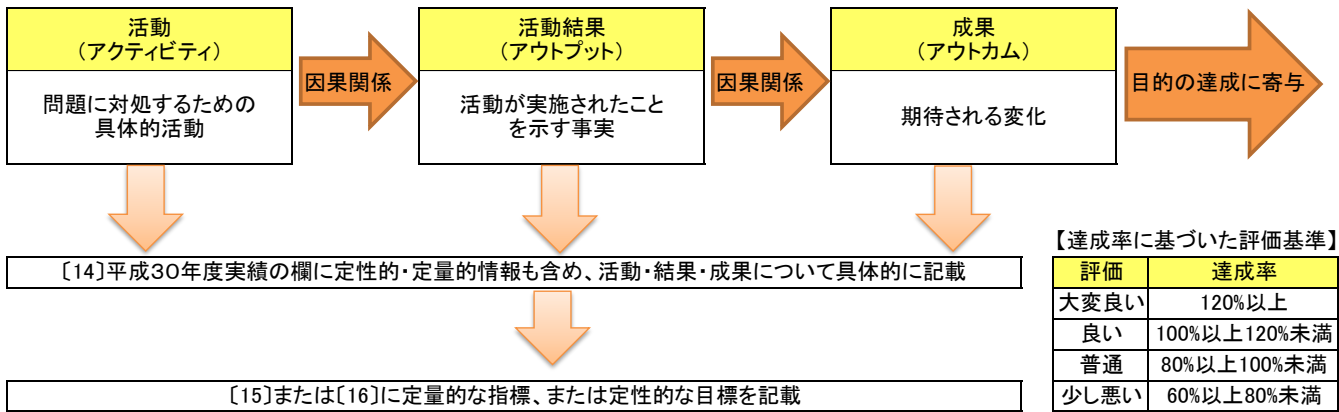 活動
（アクティビティ）
問題に対処するための
具体的活動
因果関係
活動結果
（アウトプット）
活動が実施されたこと
を示す事実
因果関係
成果
（アウトカム）
期待される変化
目的の達成に寄与
〔14〕平成３０年度実績の欄に定性的・定量的情報も含め、活動・結果・成果について具体的に記載
〔15〕または〔16〕に定量的な指標、または定性的な目標を記載
【達成率に基づいた評価基準】
評価 達成率
大変良い 120%以上
良い 100%以上120%未満
普通 80%以上100%未満
少し悪い 60%以上80%未満